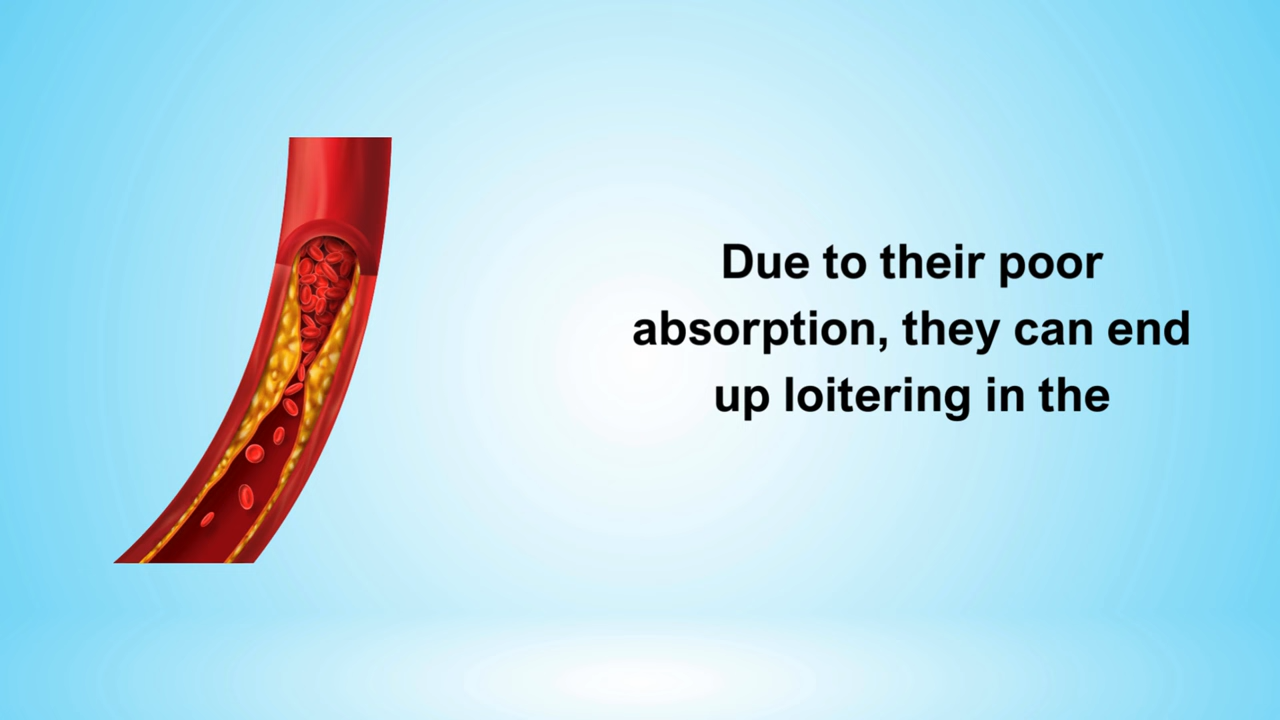 Due to their poor
absorption, they can end
up loitering in the